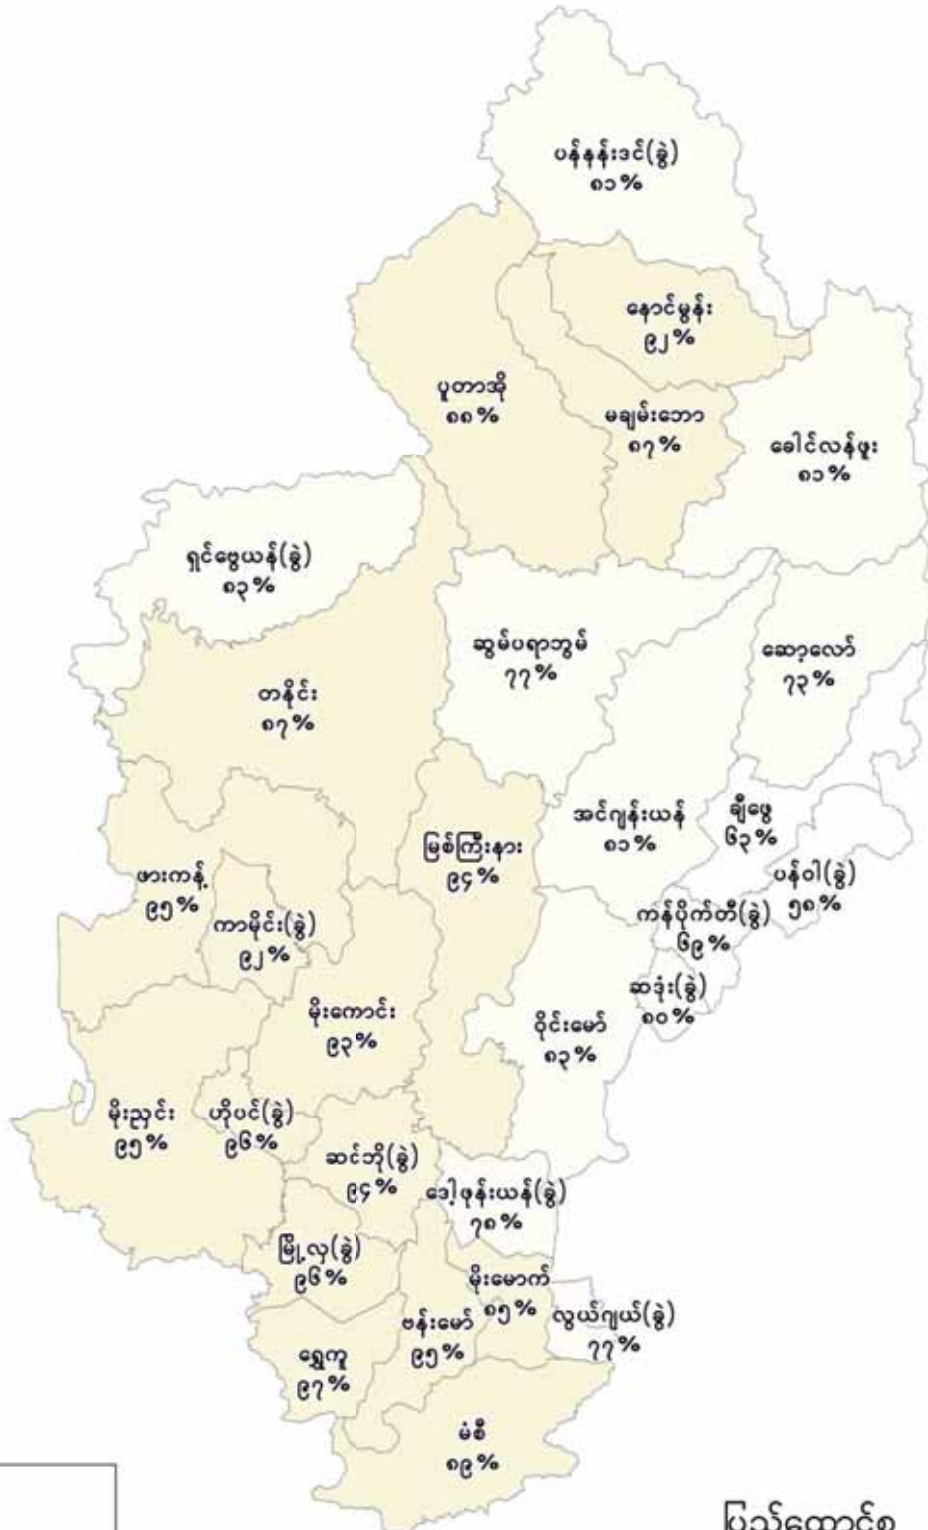 ပန်နန်းဒင်(ခွဲ)
၈၁%
နောင်မွန်း
၉၂%
ပူတာအို
၈၈%
မချမ်းဘော
၈၇%
ခေါင်လန်ဖူး
၈၁%
ရှင်ဗွေယန်(ခွဲ)
၈၃%
ဆွမ်ပရာဘွမ်
၇၇%
ဆော့လော်
၇၃%
တနိုင်း
၈၇%
အင်ဂျန်းယန်
၈၁%
ချီဖွေ
၆၃%
မြစ်ကြီးနား
၉၄%
ပန်ဝါ(ခွဲ)
၅၈%
ဖားကန့်
၉၅%
ကာမိုင်း(ခွဲ)
၉၂%
ကန်ပိုက်တီ(ခွဲ)
၆၉%
ဆဒုံး(ခွဲ)
၈၀%
မိုးကောင်း
၉၃%
ဝိုင်းမော်
၈၃%
မိုးညှင်း
၉၅%
ဟိုပင်(ခွဲ)
၉၆%
ဆင်ဘို(ခွဲ)
၉၄%
ဒေါ့ဖုန်းယန်(ခွဲ)
၇၈%
မြို့လှ(ခွဲ)
၉၆%
မိုးမောက်
၈၅%
လွယ်ဂျယ်(ခွဲ)
၇၇%
ဗန်းမော်
၉၅%
ရွှေကူ
၉၇%
မံစီ
၈၉%